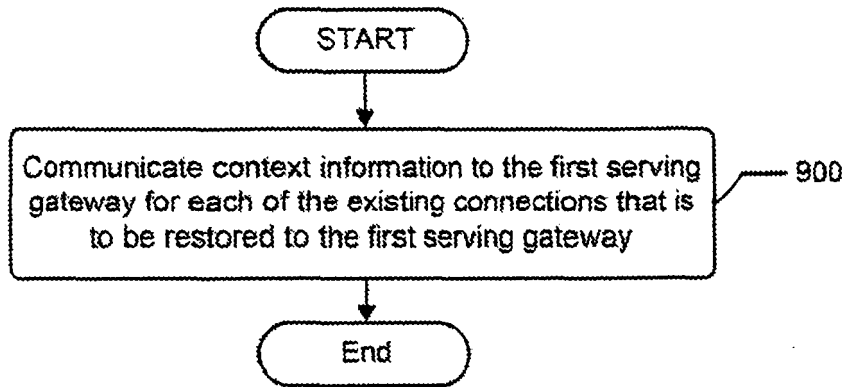 START
Communicate context information to the first serving
gateway for each of the existing connections that is
to be restored to the first serving gateway
900
End